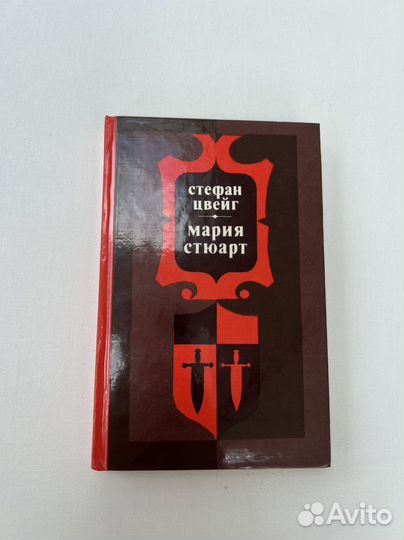 стефан
цвейг
мария
стюарт
Avito